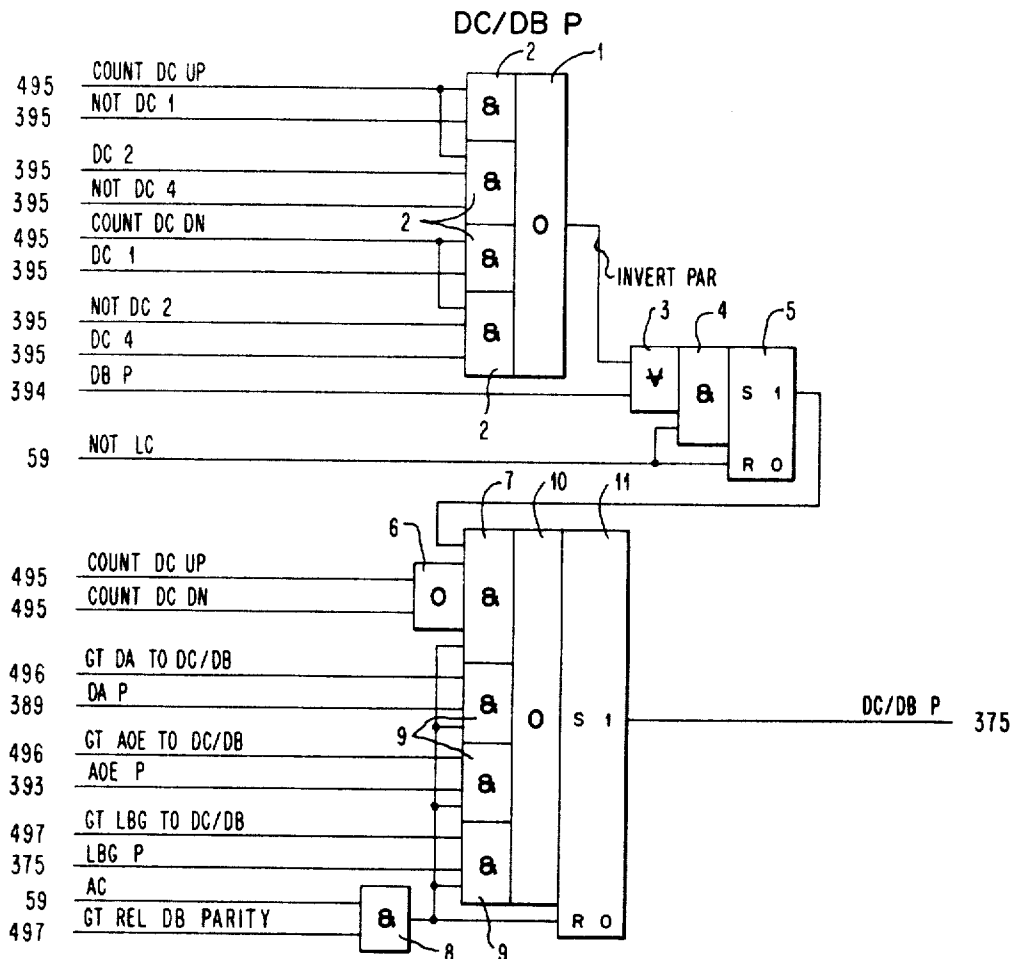 DC/DB P
2 1
495 COUNT DC UP
395 NOT DC 1
&
395 DC 2
&
395 NOT DC 4
2
495 COUNT DC DN
O
395 DC 1
&
INVERT PAR
395 NOT DC 2
&
3 4 5
395 DC 4
394 DB P
2
∀ & S 1
59 NOT LC
R O
7 10 11
6
495 COUNT DC UP
O &
495 COUNT DC DN
496 GT DA TO DC/DB
389 DA P
&
9
O S 1
DC/DB P 375
496 GT AOE TO DC/DB
393 AOE P
&
497 GT LBG TO DC/DB
375 LBG P
&
59 AC
497 GT REL DB PARITY
&
R O
8 9